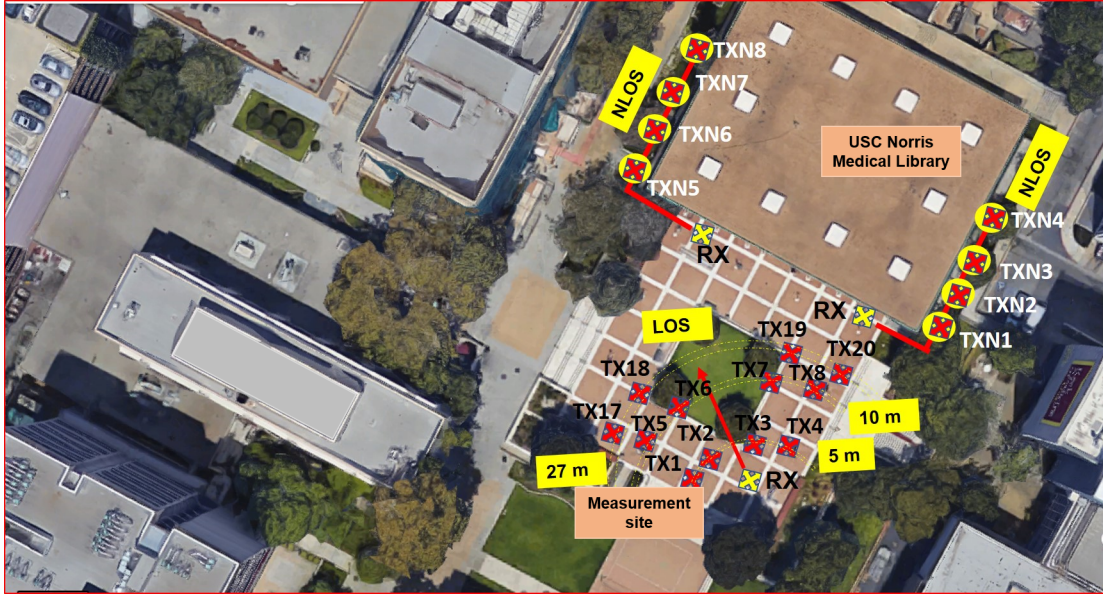 TXN8
NLOS
TXN7
TXN6
USC Norris
Medical Library
NLOS
TXN5
TXN4
RX
TXN3
TXN2
RX
TXN1
LOS
TX19
TX20
TX18
TX7
TX8
TX6
TX17
TX5
TX2
TX3
TX4
10 m
5 m
TX1
27 m
RX
Measurement
site